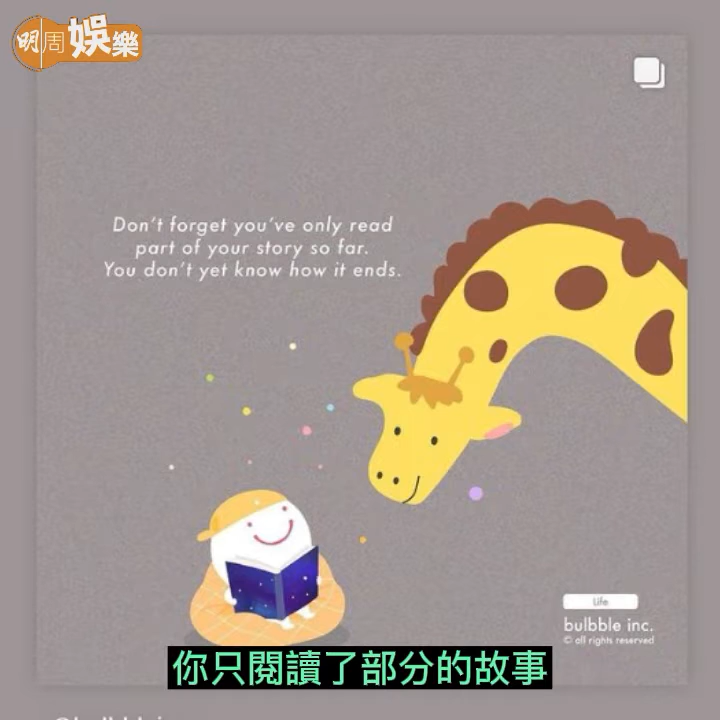 明周娛樂
Don't forget you've only read
part of your story so far.
You don't yet know how it ends.
Life
bulbble inc.
© all rights reserved
你只閱讀了部分的故事